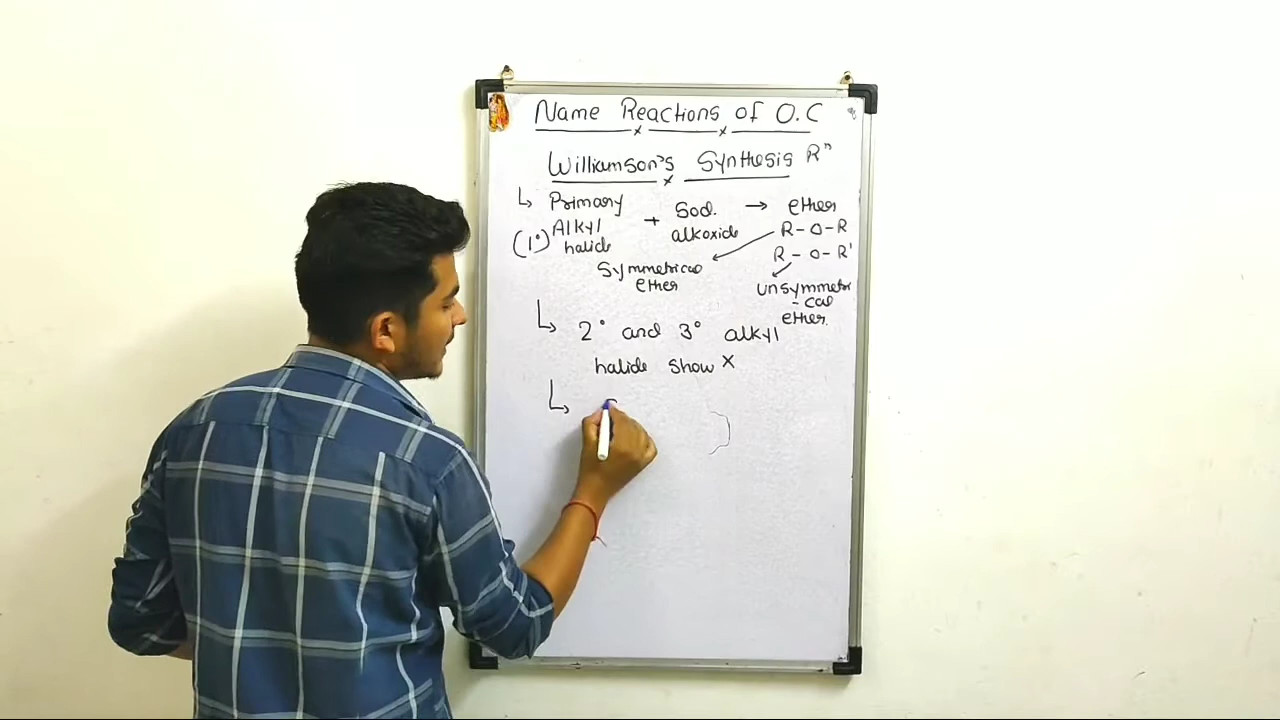 Name Reactions of O.C
Williamson's Synthesis Rⁿ
Primary + Sod. → ether
(1°) Alkyl halide alkoxide R-O-R
R-O-R'
Symmetrical ether
unsymmetri-cal ether.
2° and 3° alkyl
halide show X